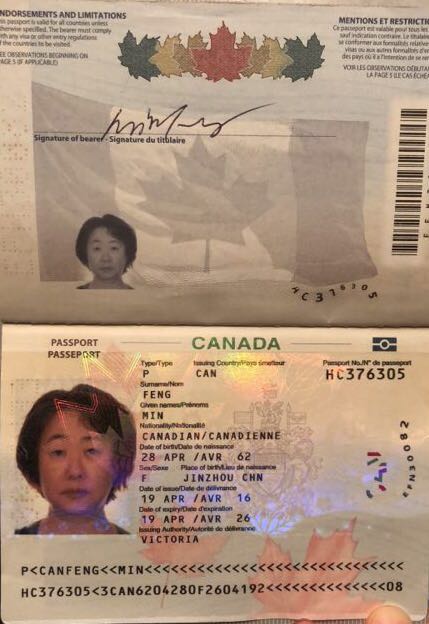 NDORSEMENTS AND LIMITATIONS
s passport is valid for all countries unless
herwise specified. The bearer must comply
ith any visa or other entry regulations
f the countries to be visited.
EE OBSERVATIONS BEGINNING ON
AGE 5 (IF APPLICABLE)
MENTIONS ET RESTRICTI
Ce passeport est valable pour tous les
sauf indication contraire. Le titulaire
se conformer aux formalités relatives
visas ou aux autres formalités d'ent
des pays où il a l'intention de se re
VOIR LES OBSERVATIONS DÉBUTA
LA PAGE 5 (LE CAS ÉCHÉA
Signature of bearer - Signature du titulaire
HC376305
PASSPORT
PASSEPORT
CANADA
Type/Type Issuing Country/Pays émetteur Passport No./N° de passeport
P CAN HC376305
Surname/Nom
FENG
Given names/Prénoms
MIN
Nationality/Nationalité
CANADIAN/CANADIENNE
Date of birth/Date de naissance
28 APR /AVR 62
Sex/Sexe Place of birth/Lieu de naissance
F JINZHOU CHN
Date of issue/Date de délivrance
19 APR /AVR 16
Date of expiry/Date d'expiration
19 APR /AVR 26
Issuing Authority/Autorité de délivrance
VICTORIA
P<CANFENG<<MIN<<<<<<<<<<<<<<<<<<<<<<<<<<<<<<
HC376305<3CAN6204280F2604192<<<<<<<<<<<<<<08